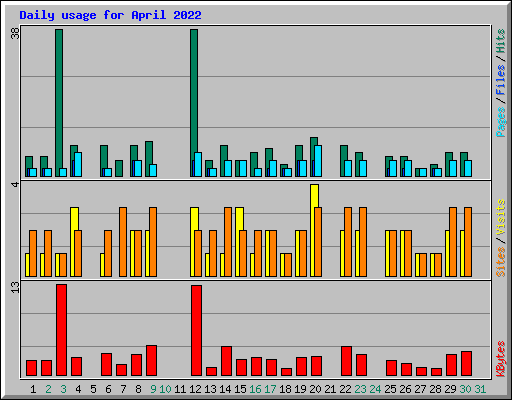 Daily usage for April 2022
38
Pages / Files / Hits
4
Sites / Visits
13
KBytes
1 2 3 4 5 6 7 8 9 10 11 12 13 14 15 16 17 18 19 20 21 22 23 24 25 26 27 28 29 30 31